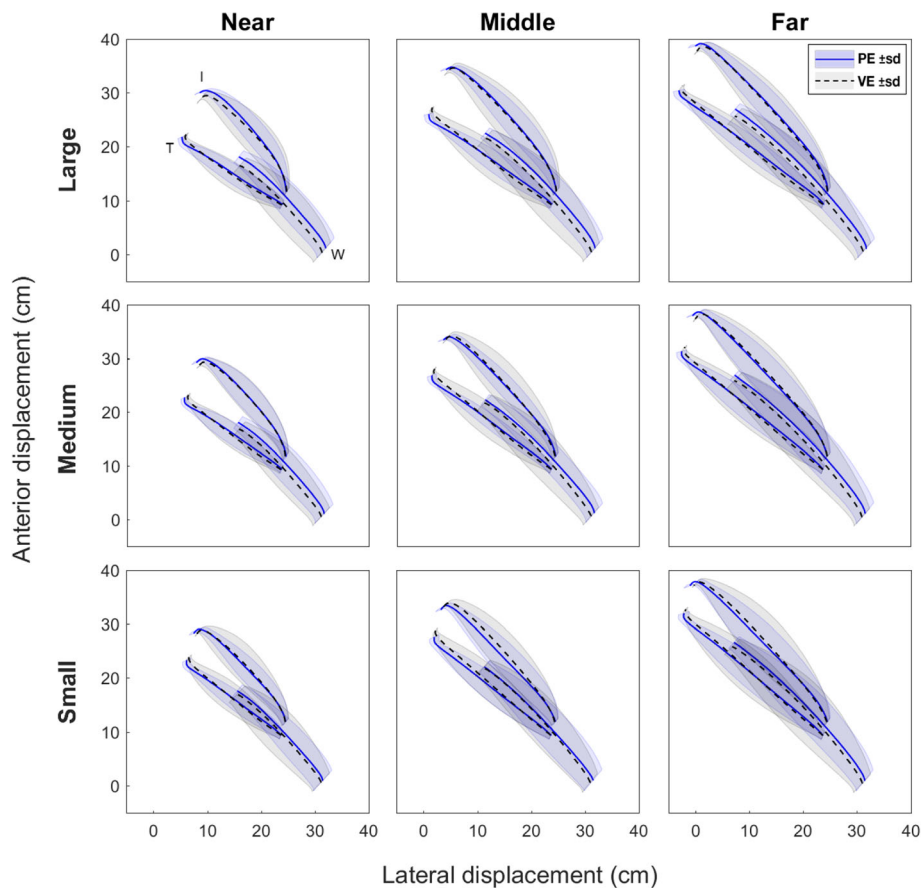 Near Middle Far
Large
40
30
20
10
0
I
T
W
PE ±sd
VE ±sd
Anterior displacement (cm)
Medium
40
30
20
10
0
Small
40
30
20
10
0
0 10 20 30 40 0 10 20 30 40 0 10 20 30 40
Lateral displacement (cm)